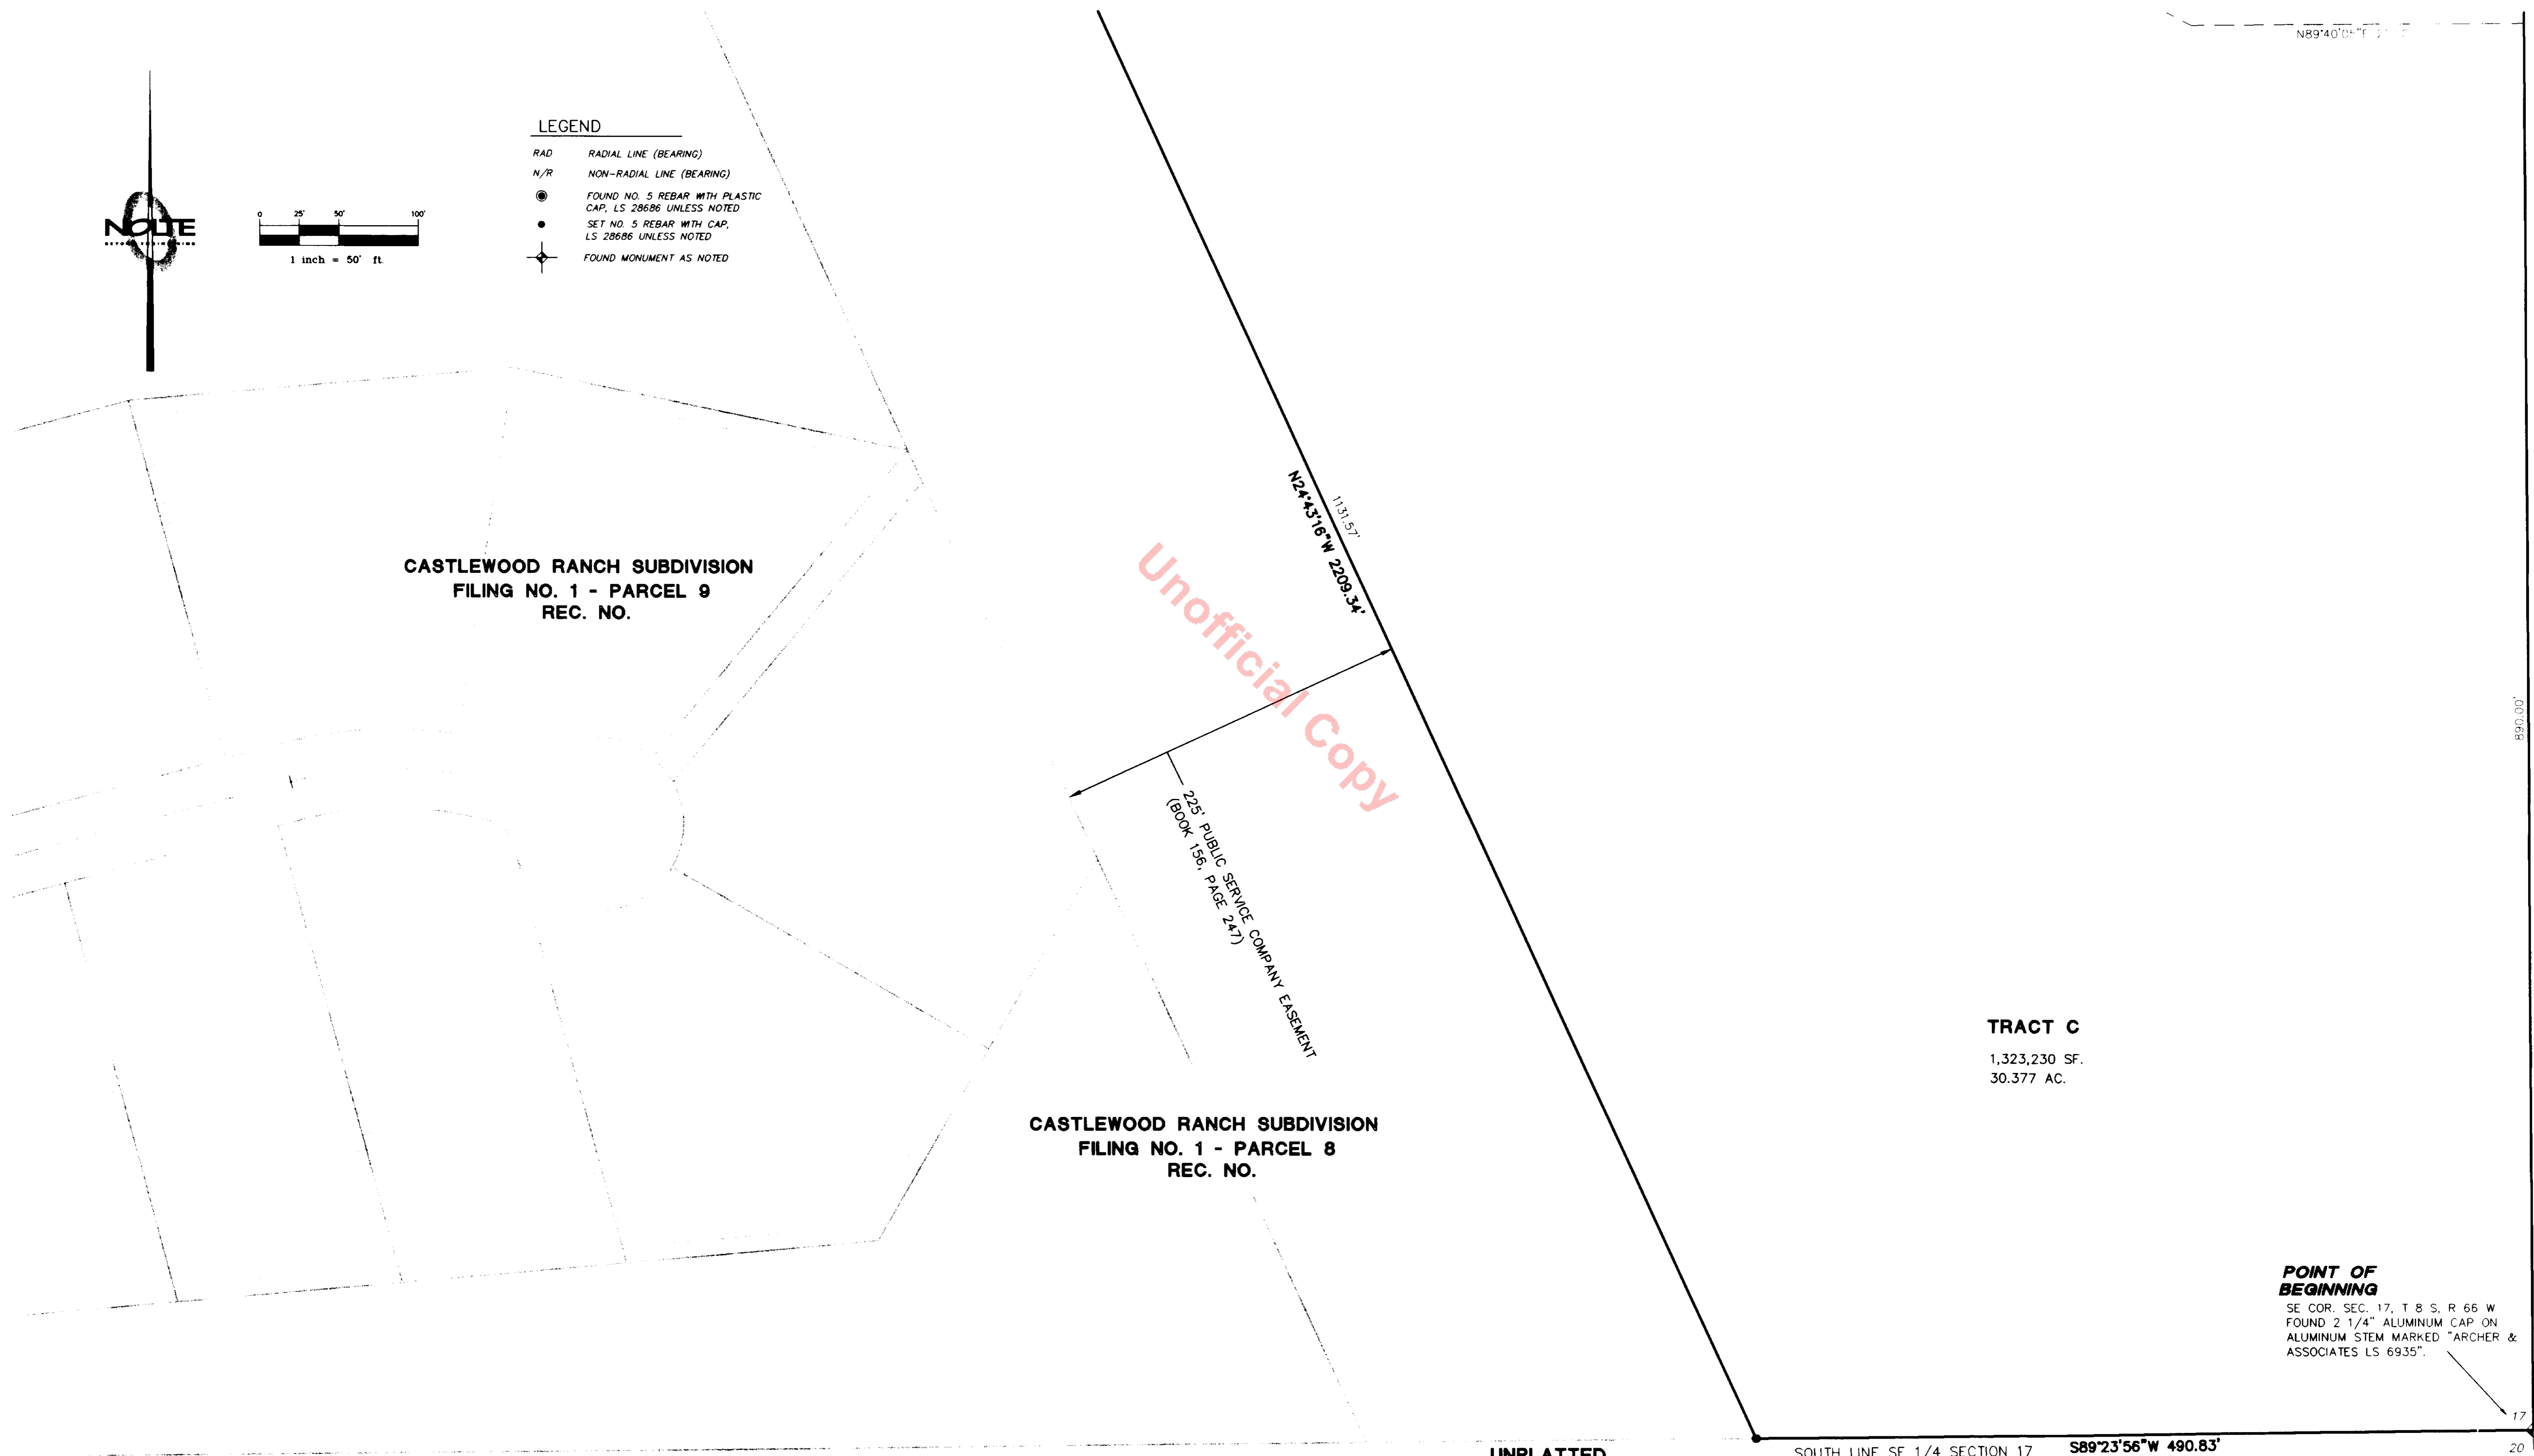 N89°40'05"E
LEGEND
RAD RADIAL LINE (BEARING)
N/R NON-RADIAL LINE (BEARING)
FOUND NO. 5 REBAR WITH PLASTIC
CAP, LS 28686 UNLESS NOTED
SET NO. 5 REBAR WITH CAP,
LS 28686 UNLESS NOTED
FOUND MONUMENT AS NOTED
NOLTE
0 25' 50' 100'
1 inch = 50' ft.
CASTLEWOOD RANCH SUBDIVISION
FILING NO. 1 - PARCEL 9
REC. NO.
1131.57'
N24°43'16"W 2209.34'
Unofficial Copy
890.00'
225' PUBLIC SERVICE COMPANY EASEMENT
(BOOK 156, PAGE 247)
TRACT C
1,323,230 SF.
30.377 AC.
CASTLEWOOD RANCH SUBDIVISION
FILING NO. 1 - PARCEL 8
REC. NO.
POINT OF
BEGINNING
SE COR. SEC. 17, T 8 S, R 66 W
FOUND 2 1/4" ALUMINUM CAP ON
ALUMINUM STEM MARKED "ARCHER &
ASSOCIATES LS 6935".
17
UNPLATTED
SOUTH LINE SE 1/4 SECTION 17
S89°23'56"W 490.83'
20